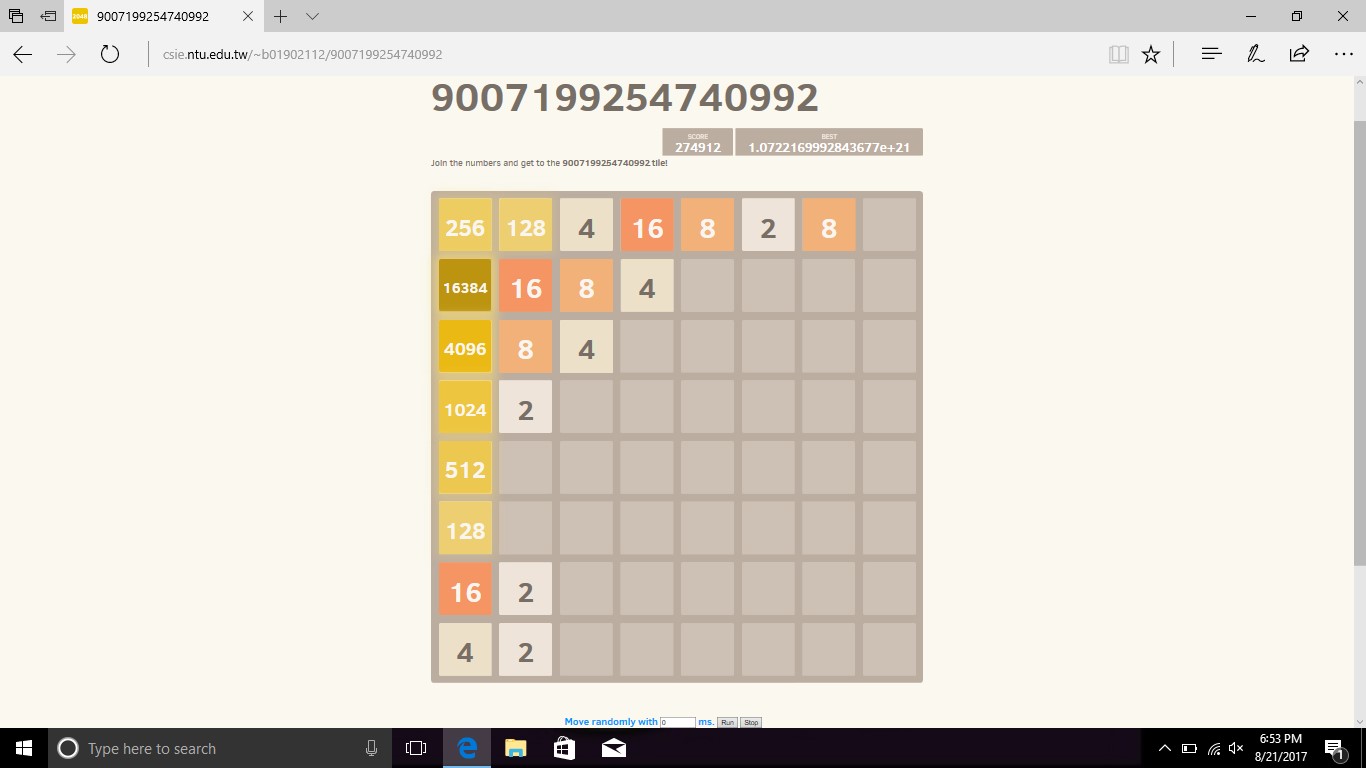 2048 9007199254740992
csie.ntu.edu.tw/~b01902112/9007199254740992
9007199254740992
SCORE BEST
274912 1.0722169992843677e+21
Join the numbers and get to the 9007199254740992 tile!
256 128 4 16 8 2 8
16384 16 8 4
4096 8 4
1024 2
512
128
16 2
4 2
Move randomly with 0 ms. Run Stop
Type here to search
6:53 PM
8/21/2017
1